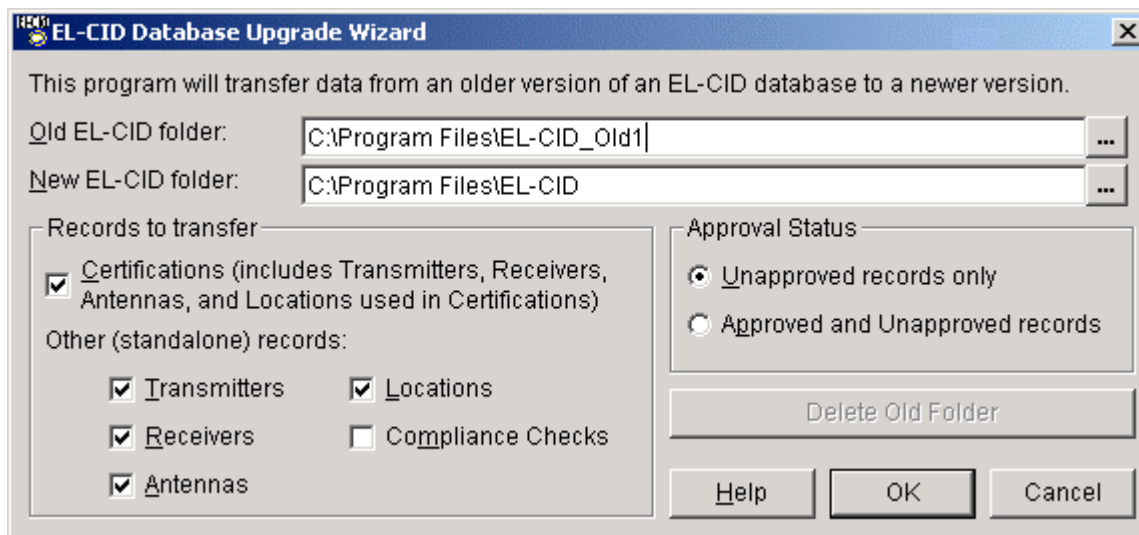 EL-CID Database Upgrade Wizard
This program will transfer data from an older version of an EL-CID database to a newer version.
Old EL-CID folder:
C:\Program Files\EL-CID_Old1
...
New EL-CID folder:
C:\Program Files\EL-CID
...
Records to transfer
Certifications (includes Transmitters, Receivers,
Antennas, and Locations used in Certifications)
Other (standalone) records:
Transmitters
Locations
Receivers
Compliance Checks
Antennas
Approval Status
Unapproved records only
Approved and Unapproved records
Delete Old Folder
Help
OK
Cancel